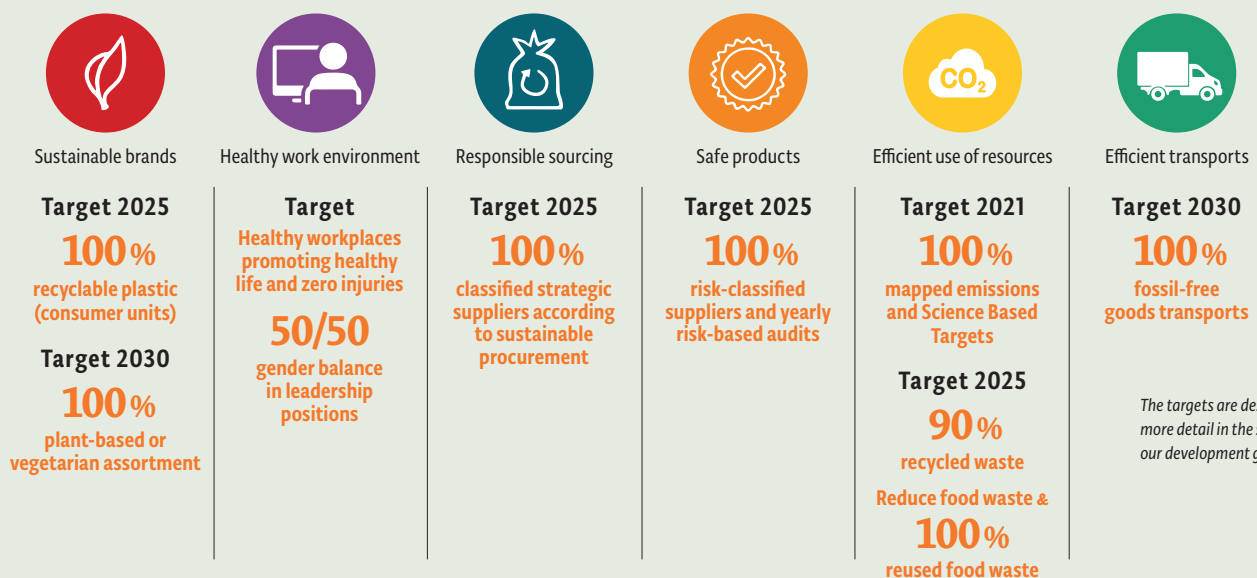 CO₂
Sustainable brands
Target 2025
100 %
recyclable plastic
(consumer units)
Target 2030
100 %
plant-based or
vegetarian assortment
Healthy work environment
Target
Healthy workplaces
promoting healthy
life and zero injuries
50/50
gender balance
in leadership
positions
Responsible sourcing
Target 2025
100 %
classified strategic
suppliers according
to sustainable
procurement
Safe products
Target 2025
100 %
risk-classified
suppliers and yearly
risk-based audits
Efficient use of resources
Target 2021
100 %
mapped emissions
and Science Based
Targets
Target 2025
90 %
recycled waste
Reduce food waste &
100 %
reused food waste
Efficient transports
Target 2030
100 %
fossil-free
goods transports
The targets are
more detail in the
our development